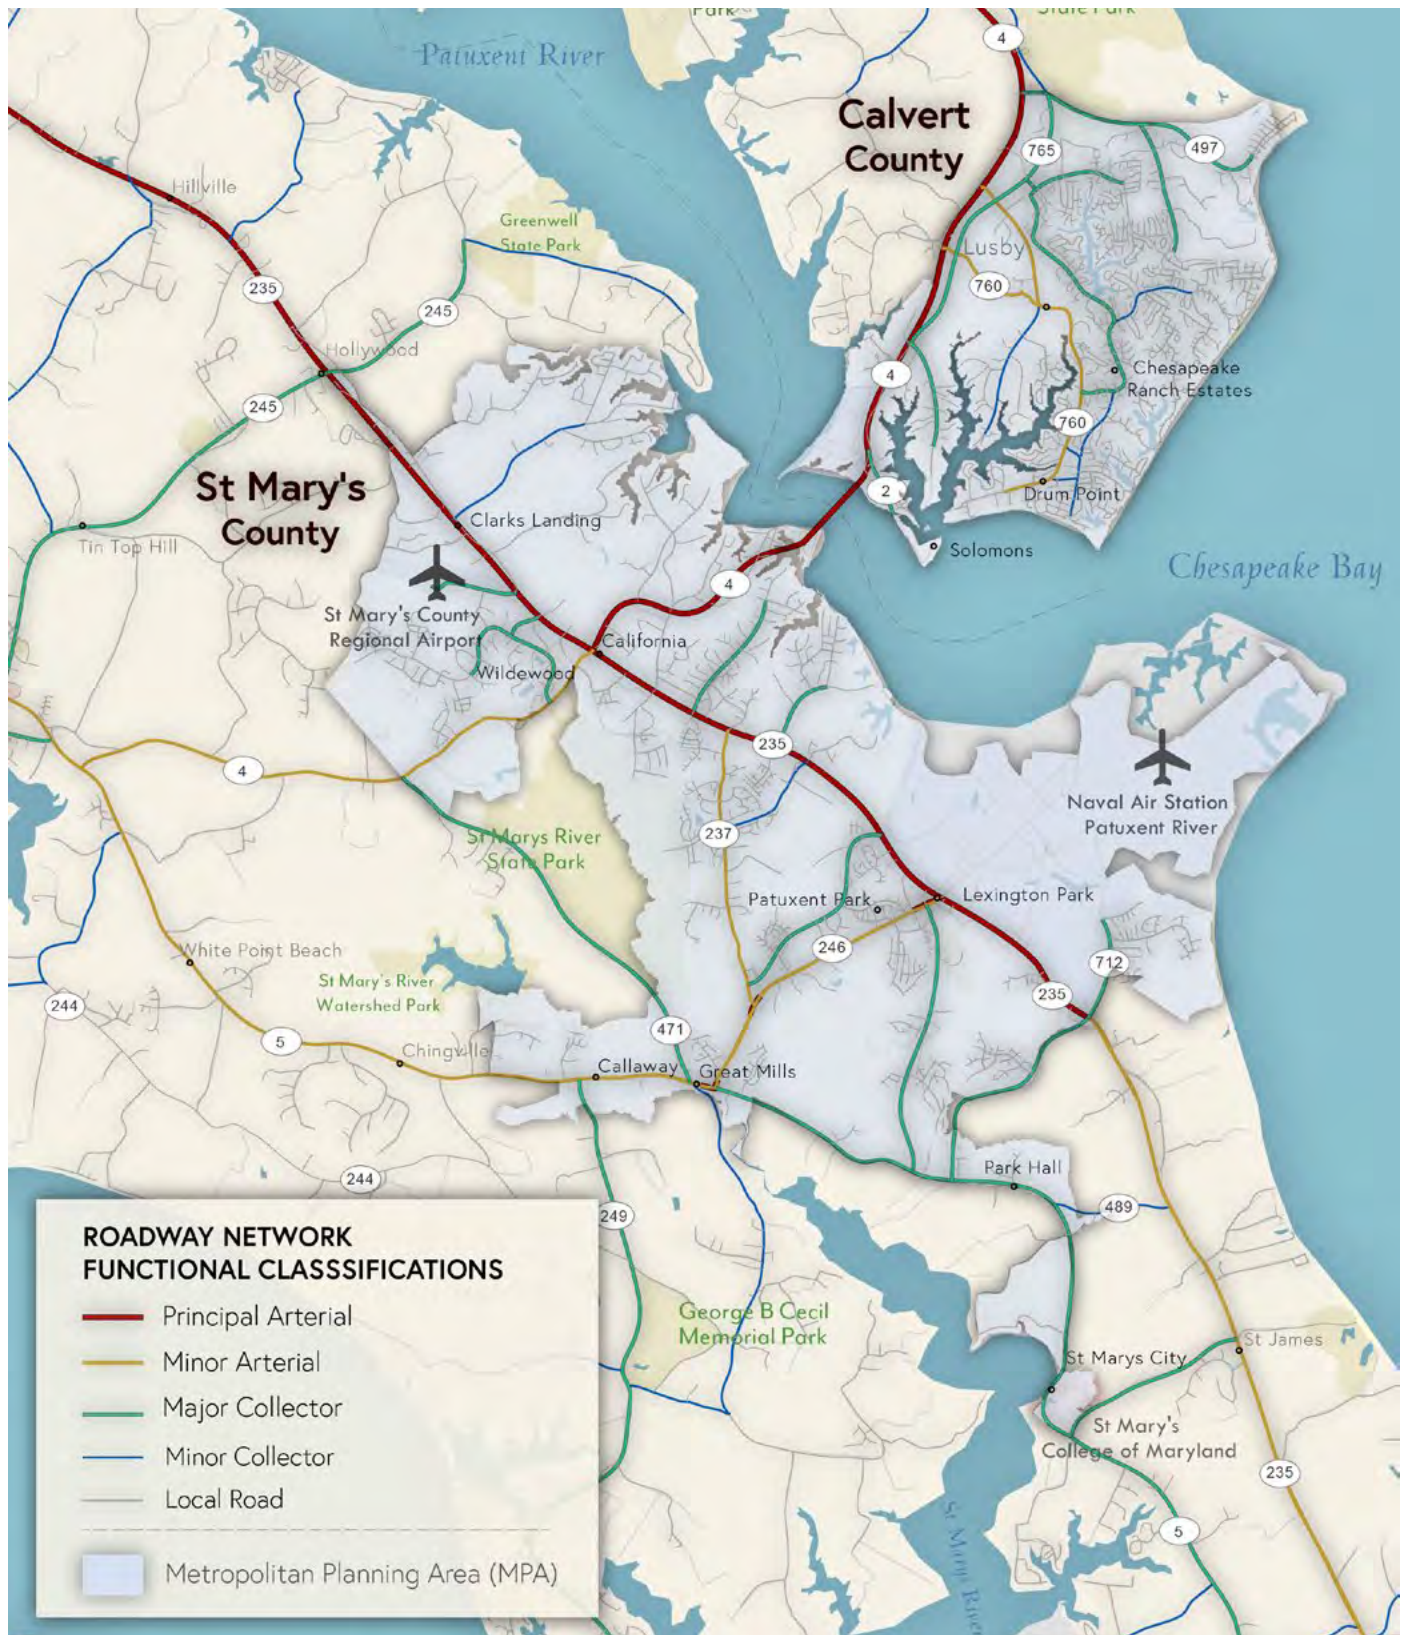 Park
State Park
Patuxent River
4
Calvert
County
765
497
Hillville
Greenwell
State Park
Lusby
235
760
245
Hollywood
4
Chesapeake
Ranch Estates
245
760
St Mary's
County
2
Drum Point
Clarks Landing
Tin Top Hill
Solomons
Chesapeake Bay
4
St Mary's County
Regional Airport
California
Wildewood
235
4
Naval Air Station
Patuxent River
237
St Marys River
State Park
Patuxent Park
Lexington Park
246
White Point Beach
712
St Mary's River
Watershed Park
235
244
471
5
Chingville
Callaway
Great Mills
Park Hall
244
489
249
George B Cecil
Memorial Park
St James
St Marys City
St Mary's
College of Maryland
235
5
St Marys River
ROADWAY NETWORK
FUNCTIONAL CLASSSIFICATIONS
Principal Arterial
Minor Arterial
Major Collector
Minor Collector
Local Road
Metropolitan Planning Area (MPA)